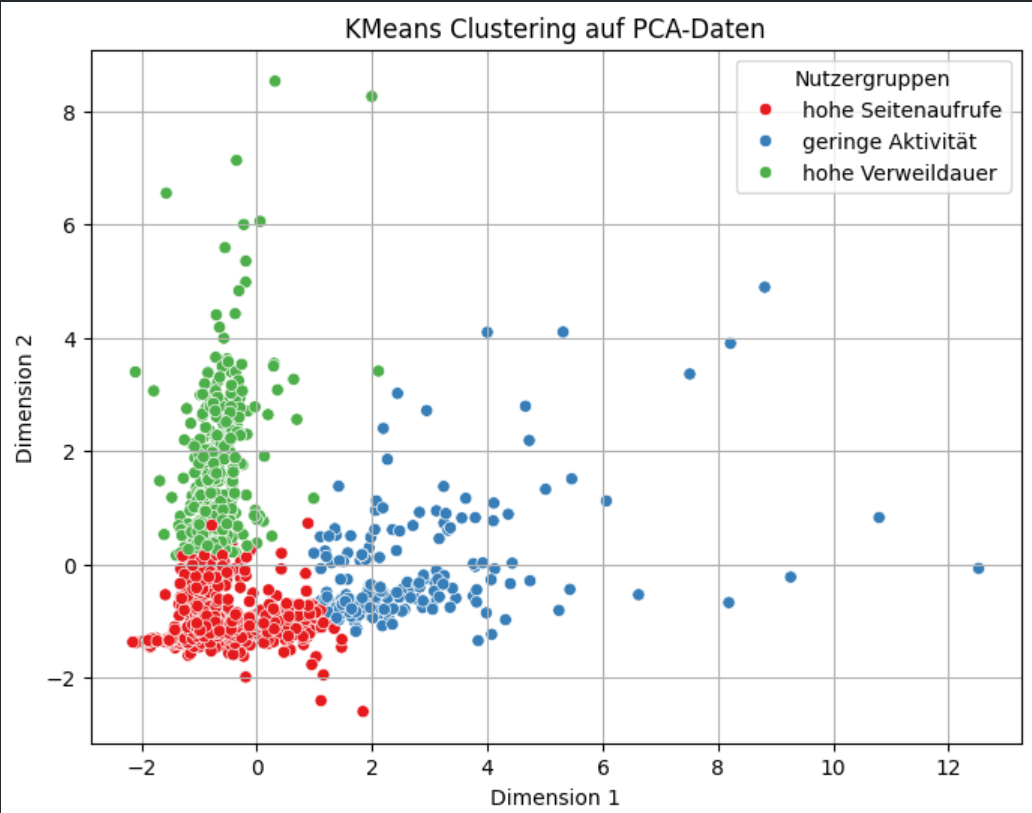 KMeans Clustering auf PCA-Daten
Nutzergruppen
hohe Seitenaufrufe
geringe Aktivität
hohe Verweildauer
8
6
4
2
0
−2
Dimension 2
−2 0 2 4 6 8 10 12
Dimension 1